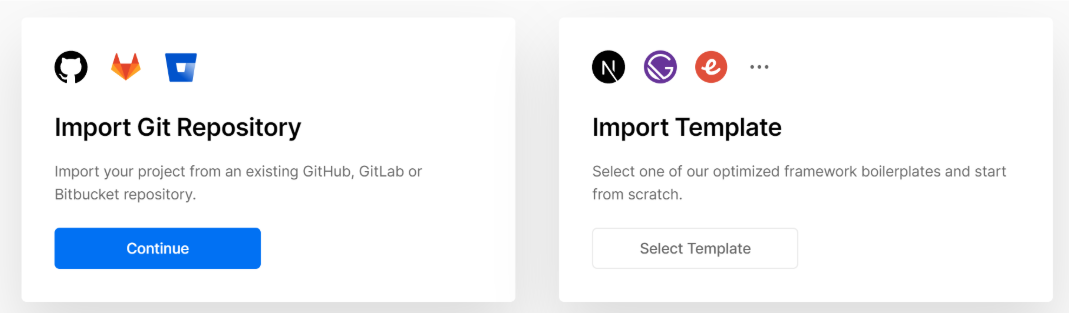 Import Git Repository
Import your project from an existing GitHub, GitLab or
Bitbucket repository.
Continue
Import Template
Select one of our optimized framework boilerplates and start
from scratch.
Select Template